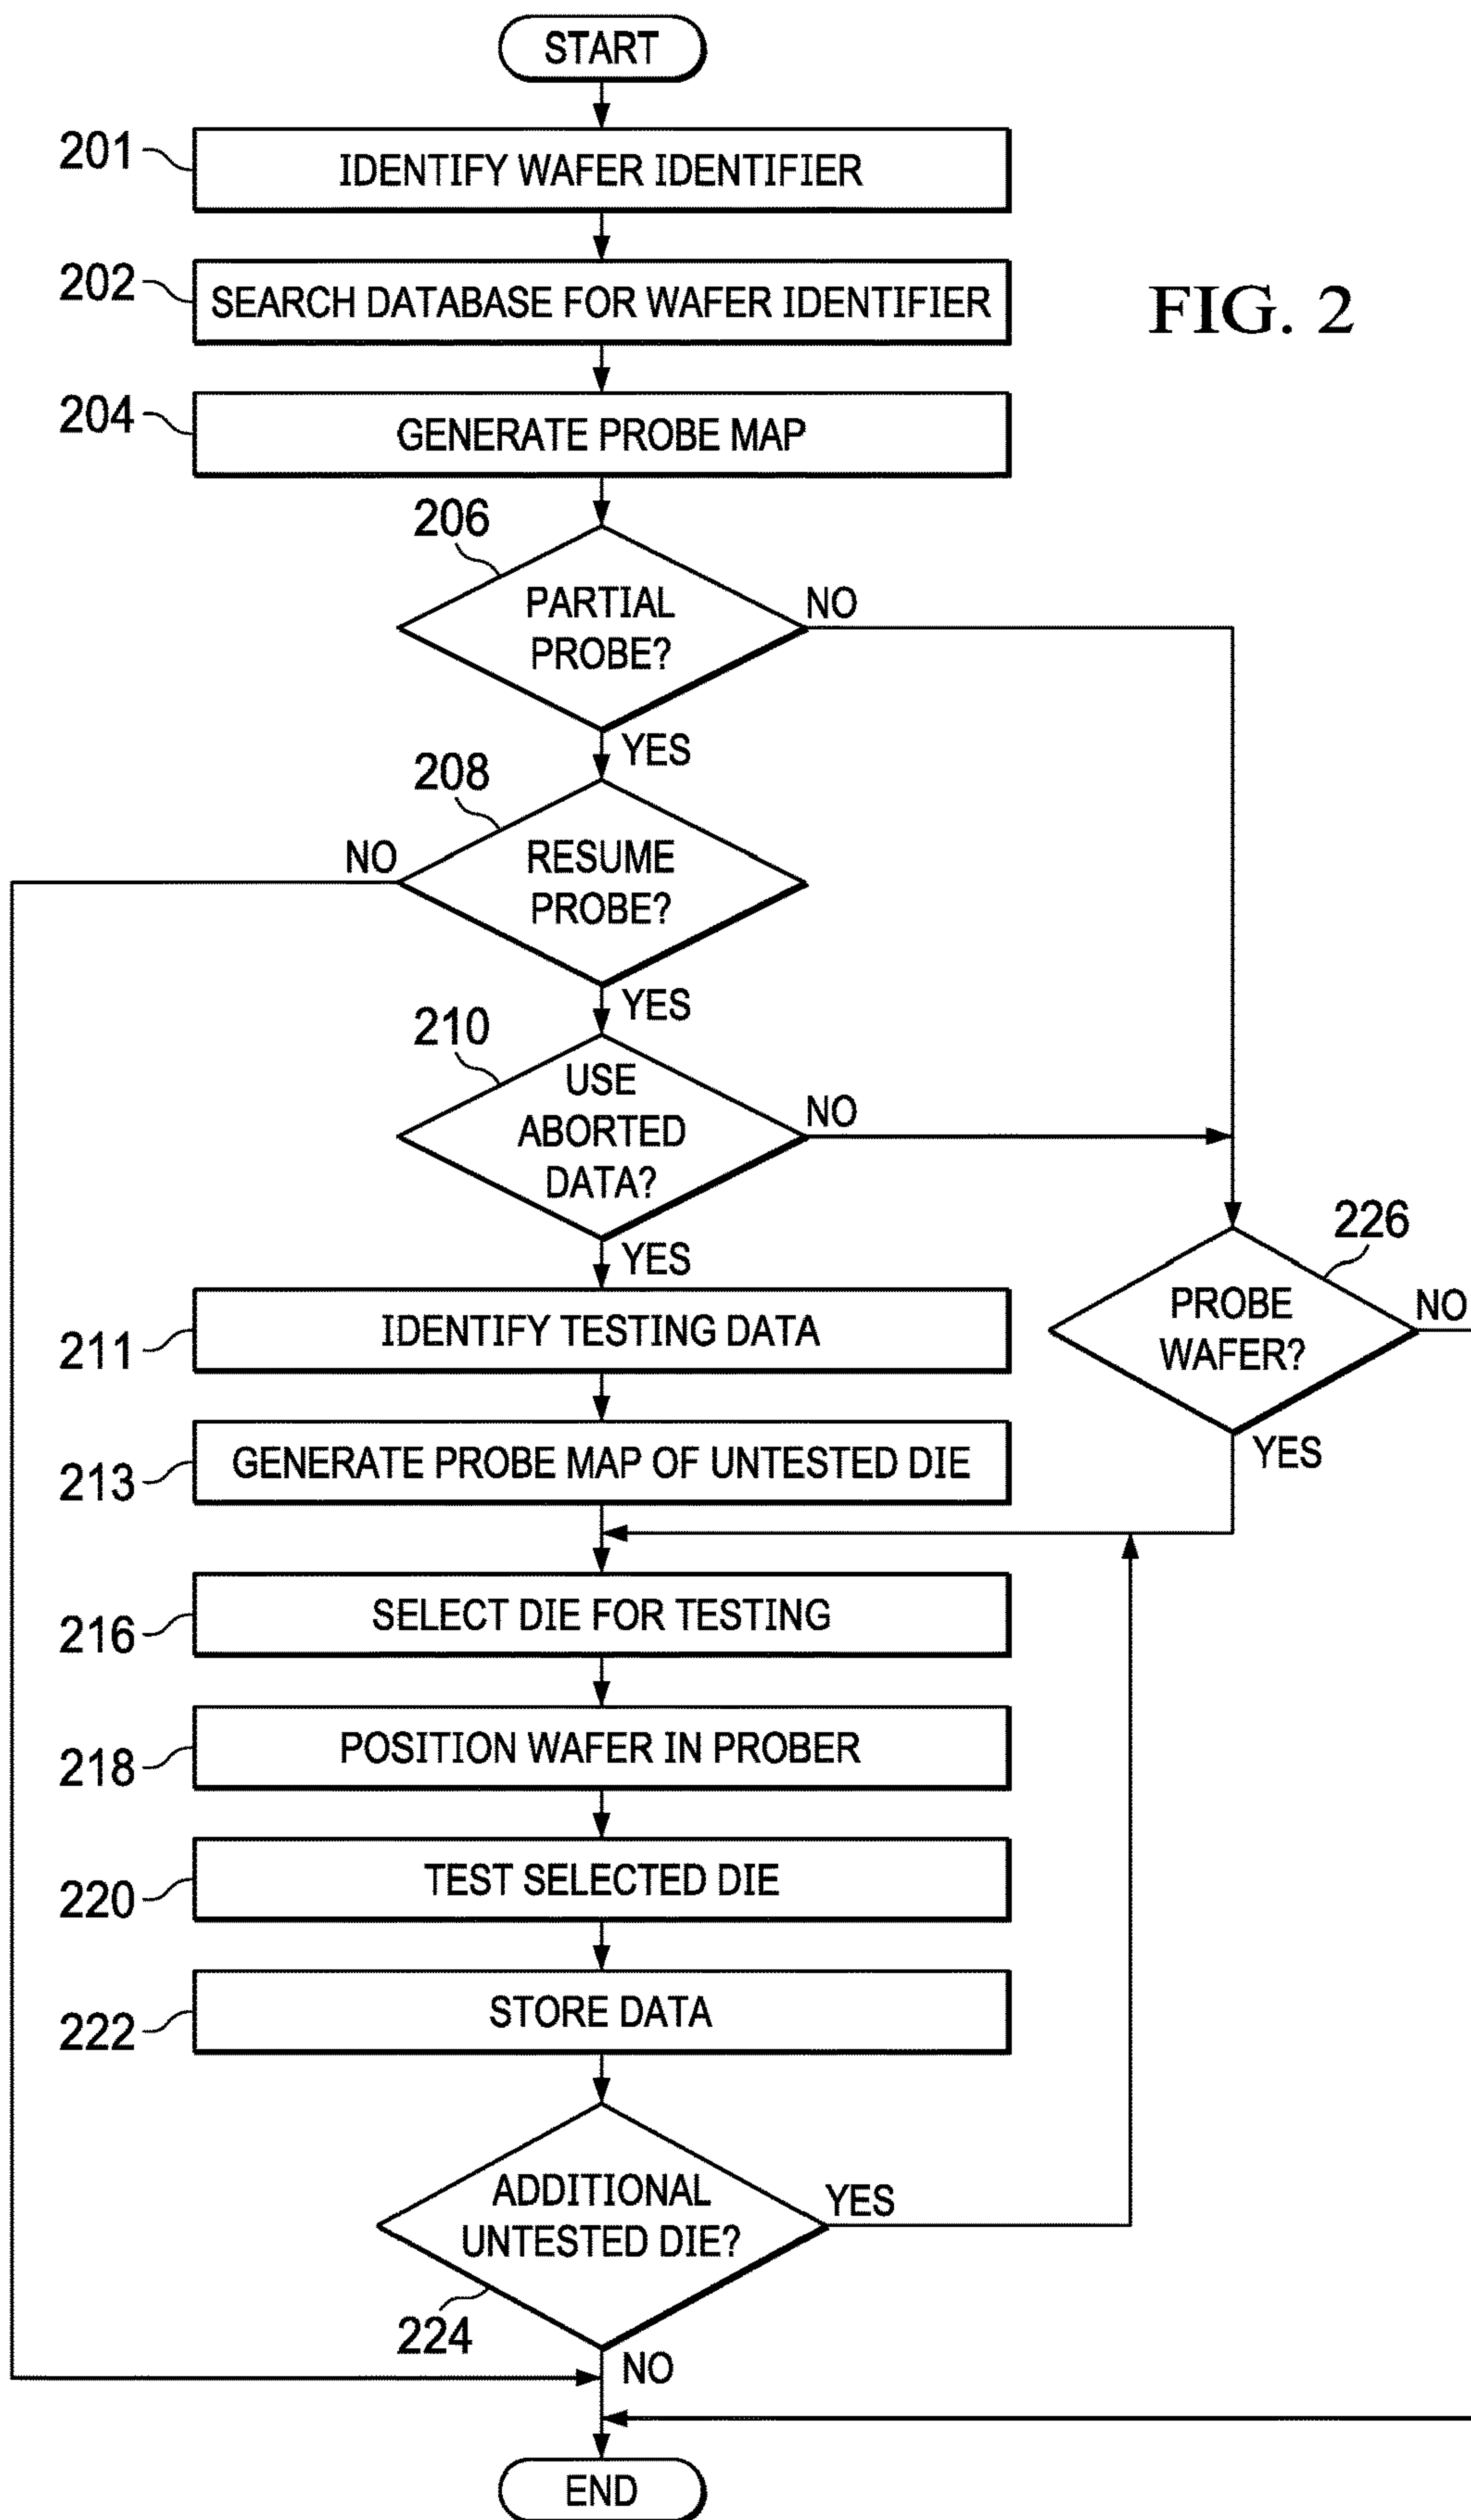 START
201
IDENTIFY WAFER IDENTIFIER
202
SEARCH DATABASE FOR WAFER IDENTIFIER
FIG. 2
204
GENERATE PROBE MAP
206
PARTIAL
PROBE?
NO
YES
208
NO
RESUME
PROBE?
YES
210
USE
ABORTED
DATA?
NO
YES
226
PROBE
WAFER?
NO
YES
211
IDENTIFY TESTING DATA
213
GENERATE PROBE MAP OF UNTESTED DIE
216
SELECT DIE FOR TESTING
218
POSITION WAFER IN PROBER
220
TEST SELECTED DIE
222
STORE DATA
ADDITIONAL
UNTESTED DIE?
YES
224
NO
END